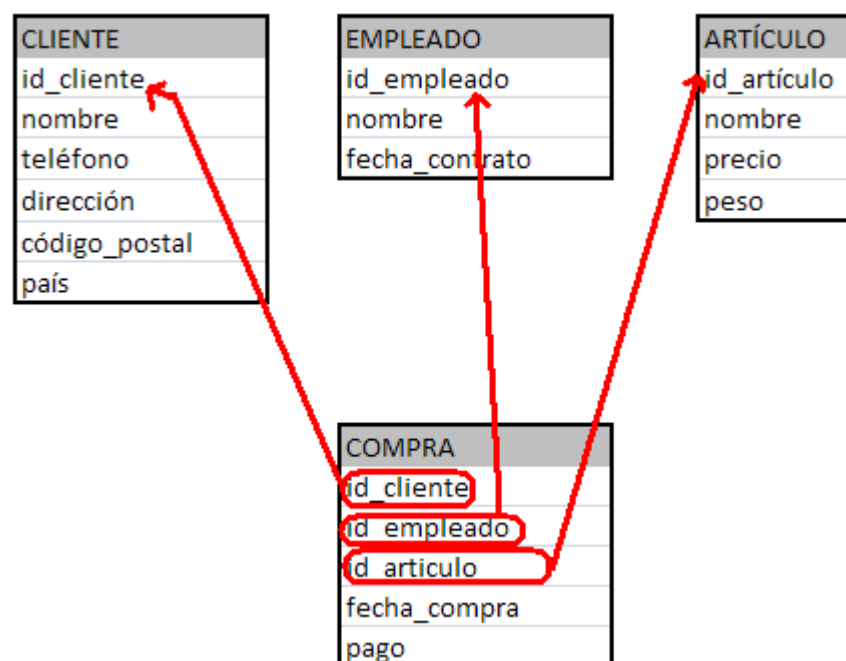 CLIENTE
id_cliente
nombre
teléfono
dirección
código_postal
país
EMPLEADO
id_empleado
nombre
fecha_contrato
ARTÍCULO
id_artículo
nombre
precio
peso
COMPRA
id_cliente
id_empleado
id_articulo
fecha_compra
pago